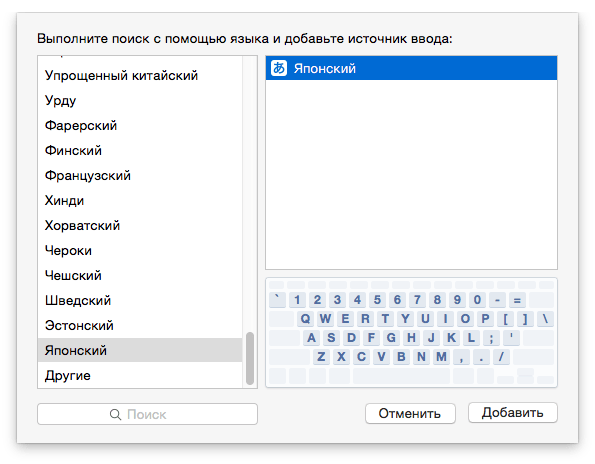 Выполните поиск с помощью языка и добавьте источник ввода:
Упрощенный китайский
Урду
Фарерский
Финский
Французский
Хинди
Хорватский
Чероки
Чешский
Шведский
Эстонский
Японский
Другие
Поиск
あ Японский
` 1 2 3 4 5 6 7 8 9 0 - =
Q W E R T Y U I O P [ ] \
A S D F G H J K L ; '
Z X C V B N M , . /
Отменить
Добавить